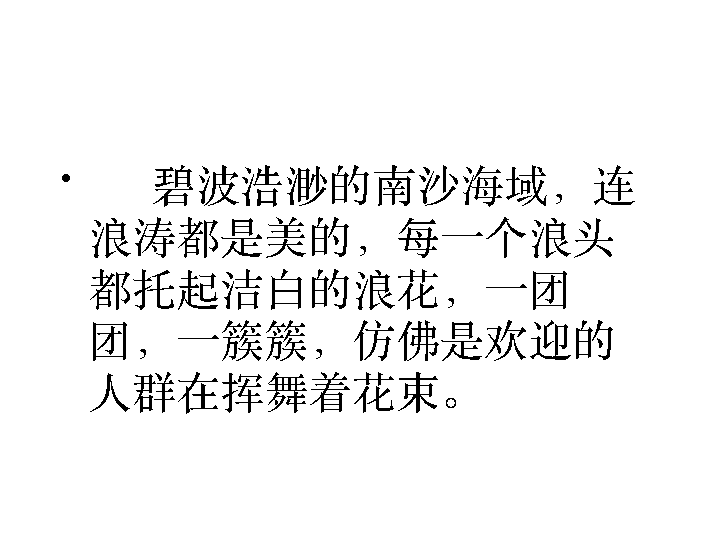 • 碧波浩渺的南沙海域，连
浪涛都是美的，每一个浪头
都托起洁白的浪花，一团
团，一簇簇，仿佛是欢迎的
人群在挥舞着花束。